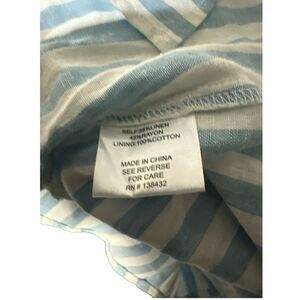 SELF:55%LINEN
45%RAYON
LINING:100%COTTON
MADE IN CHINA
SEE REVERSE
FOR CARE
RN # 138432